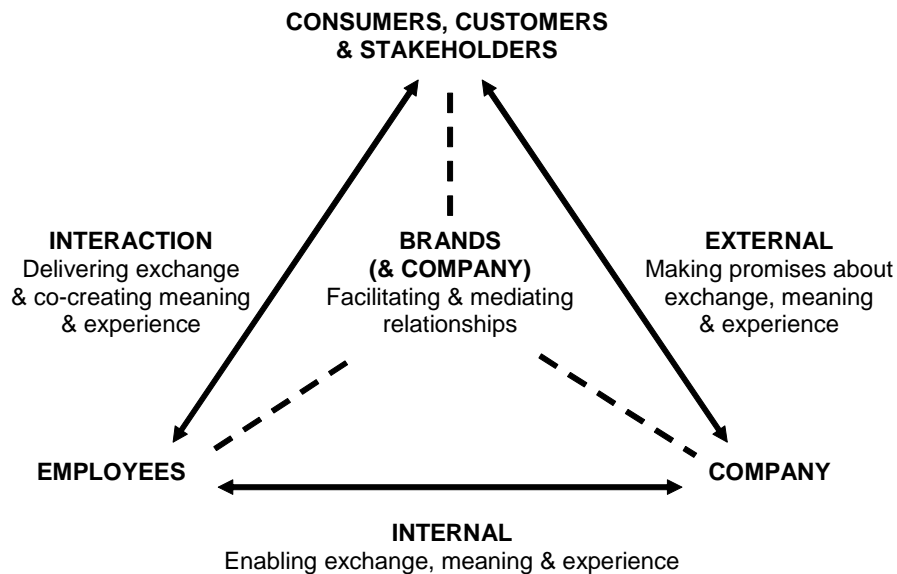 CONSUMERS, CUSTOMERS
& STAKEHOLDERS
INTERACTION
Delivering exchange
& co-creating meaning
& experience
BRANDS
(& COMPANY)
Facilitating & mediating
relationships
EXTERNAL
Making promises about
exchange, meaning
& experience
EMPLOYEES
COMPANY
INTERNAL
Enabling exchange, meaning & experience